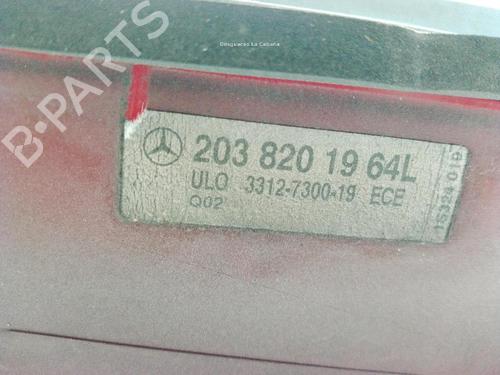 Desguaces La Cabaña
B-PARTS
203 820 19 64L
ULO 3312-7300-19 ECE
Q02
15324 019